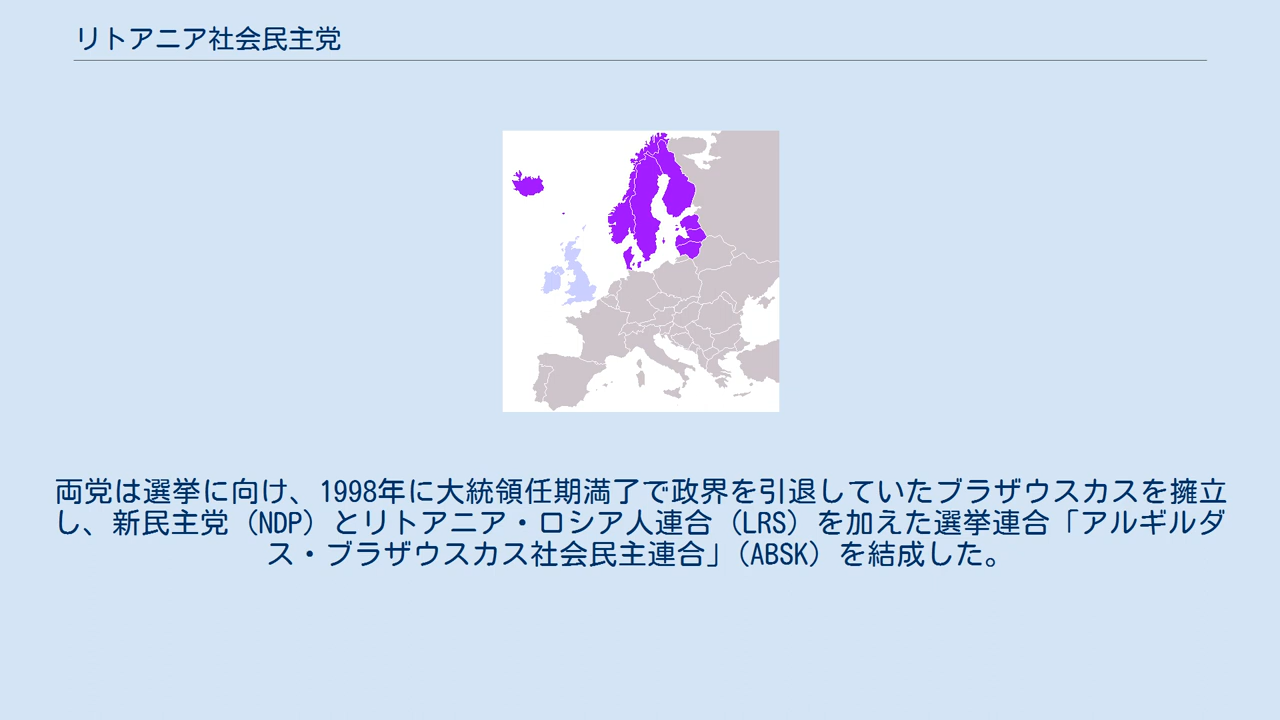 リトアニア社会民主党
両党は選挙に向け、1998年に大統領任期満了で政界を引退していたブラザウスカスを擁立
し、新民主党（NDP）とリトアニア・ロシア人連合（LRS）を加えた選挙連合「アルギルダ
ス・ブラザウスカス社会民主連合」（ABSK）を結成した。